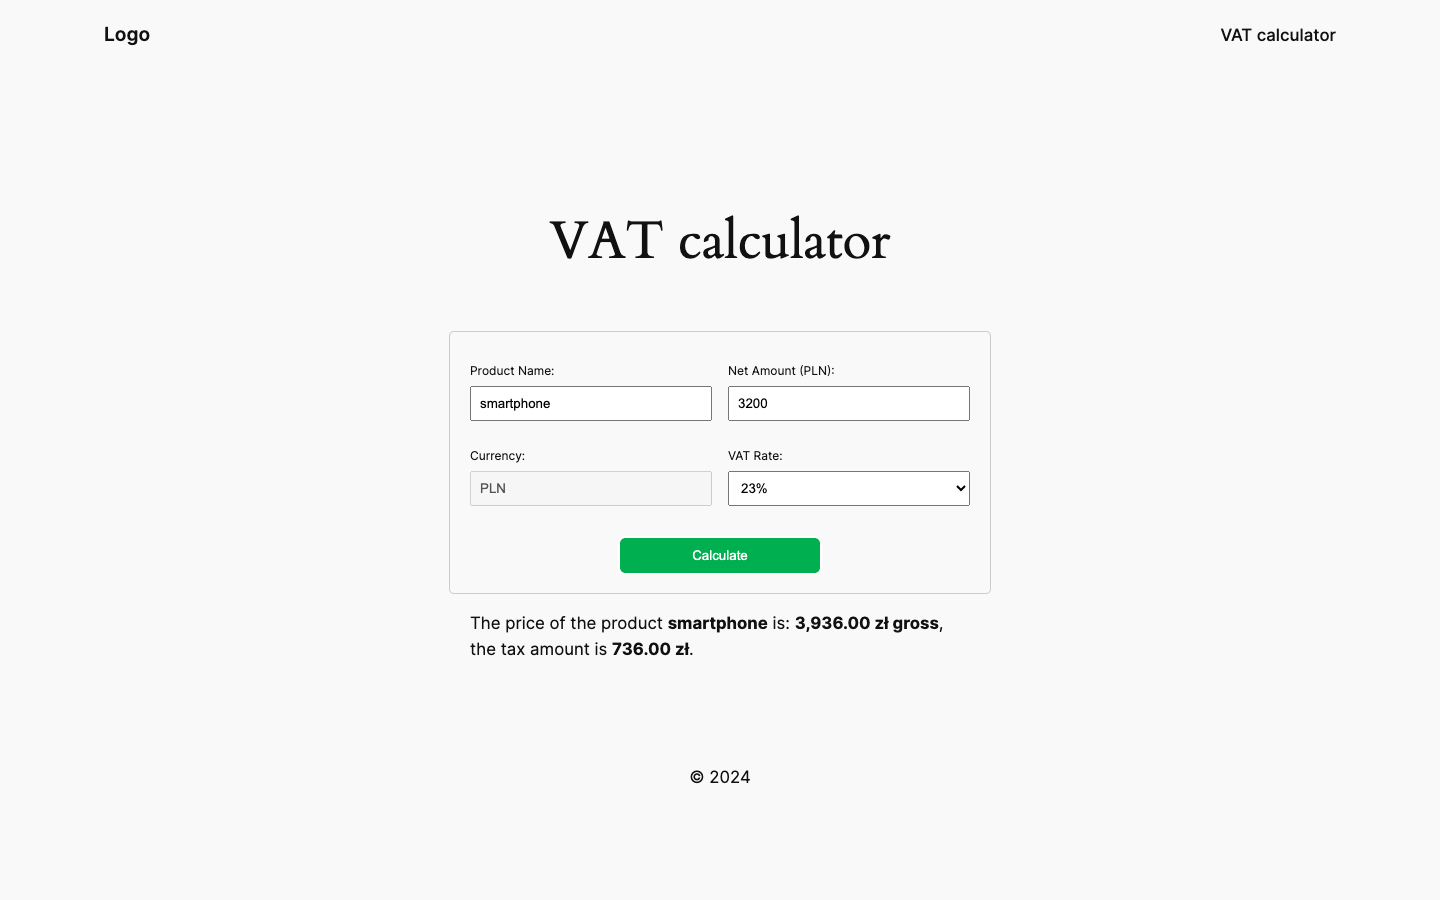 Logo
VAT calculator
VAT calculator
Product Name:
Net Amount (PLN):
smartphone
3200
Currency:
VAT Rate:
PLN
23%
Calculate
The price of the product smartphone is: 3,936.00 zł gross,
the tax amount is 736.00 zł.
© 2024